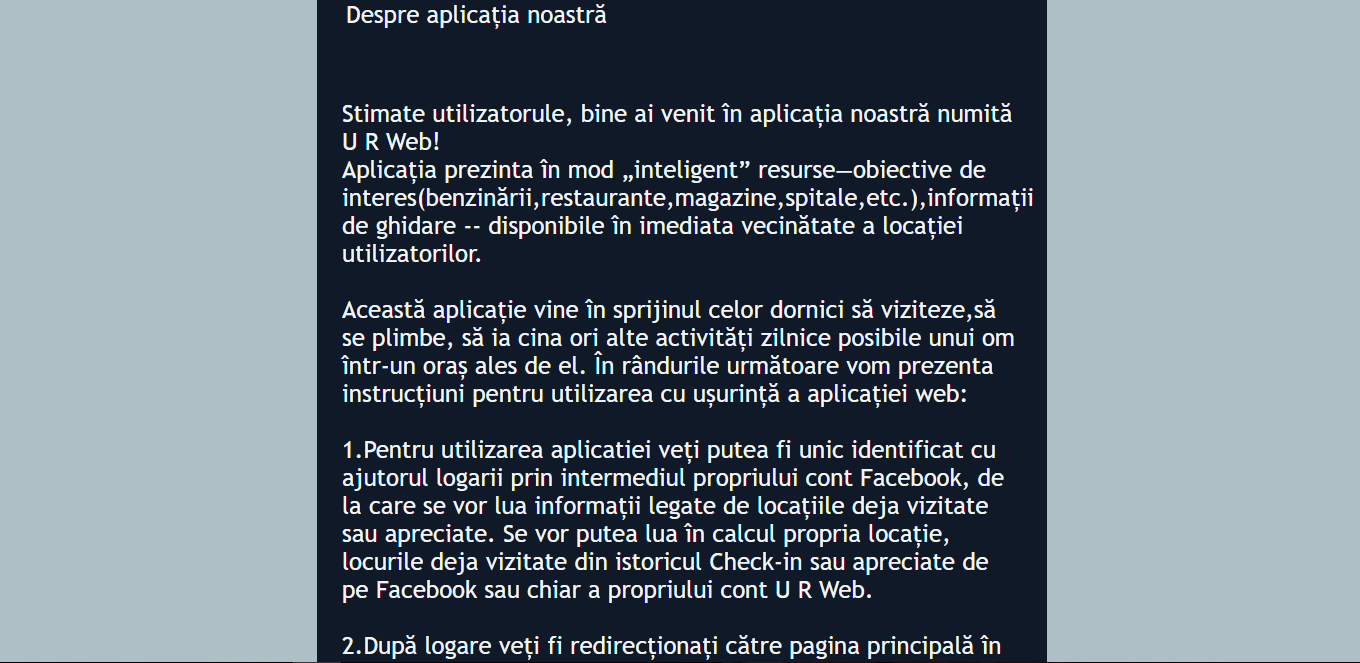 Despre aplicația noastră
Stimate utilizatorule, bine ai venit în aplicația noastră numită
U R Web!
Aplicația prezinta în mod „inteligent” resurse—obiective de
interes(benzinării,restaurante,magazine,spitale,etc.),informații
de ghidare -- disponibile în imediata vecinătate a locației
utilizatorilor.
Această aplicație vine în sprijinul celor dornici să viziteze,să
se plimbe, să ia cina ori alte activități zilnice posibile unui om
într-un oraș ales de el. În rândurile următoare vom prezenta
instrucțiuni pentru utilizarea cu ușurință a aplicației web:
1.Pentru utilizarea aplicatiei veți putea fi unic identificat cu
ajutorul logarii prin intermediul propriului cont Facebook, de
la care se vor lua informații legate de locațiile deja vizitate
sau apreciate. Se vor putea lua în calcul propria locație,
locurile deja vizitate din istoricul Check-in sau apreciate de
pe Facebook sau chiar a propriului cont U R Web.
2.După logare veți fi redirecționați către pagina principală în